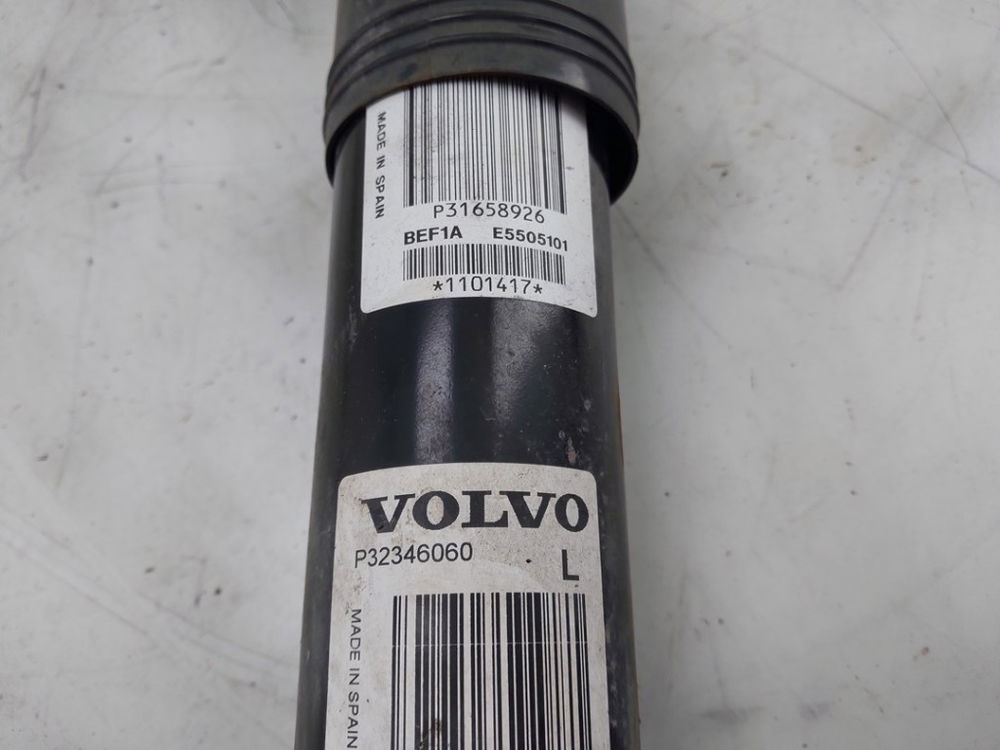 MADE IN SPAIN
P31658926
BEF1A E5505101
*1101417*
VOLVO
P32346060
L
MADE IN SPAIN